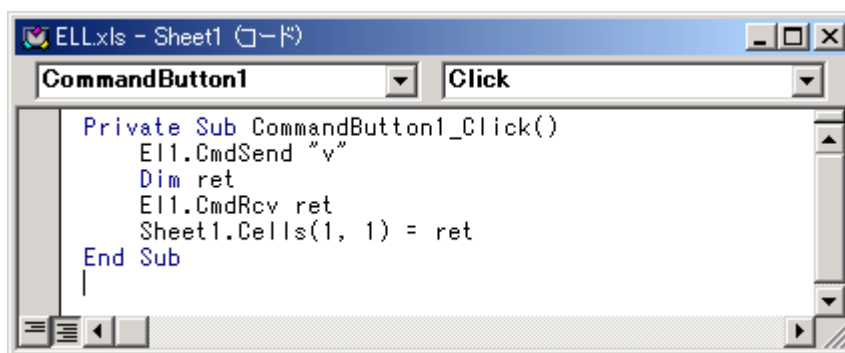 ELL.xls - Sheet1 (コード)
CommandButton1 Click
Private Sub CommandButton1_Click()
El1.CmdSend "v"
Dim ret
El1.CmdRcv ret
Sheet1.Cells(1, 1) = ret
End Sub